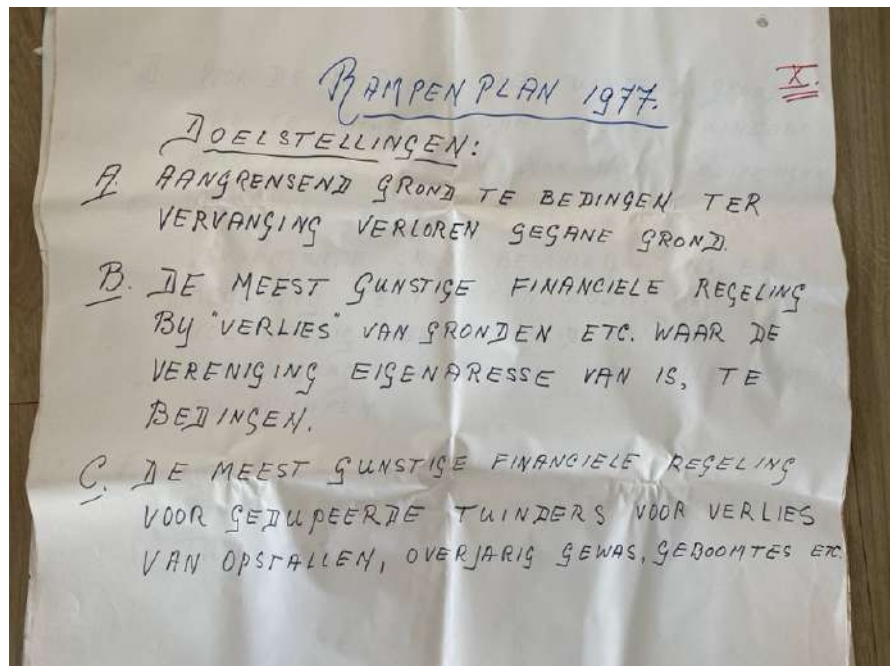 RAMPENPLAN 1977.
X.
DOELSTELLINGEN:
A. AANGRENSEND GROND TE BEDINGEN TER
VERVANGING VERLOREN GEGANE GROND.
B. DE MEEST GUNSTIGE FINANCIELE REGELING
BY "VERLIES" VAN GRONDEN ETC. WAAR DE
VERENIGING EIGENARESSE VAN IS, TE
BEDINGEN.
C. DE MEEST GUNSTIGE FINANCIELE REGELING
VOOR GEDUPEERDE TUINDERS VOOR VERLIES
VAN OPSTALLEN, OVERJARIG GEWAS, GEBOOMTES ETC.